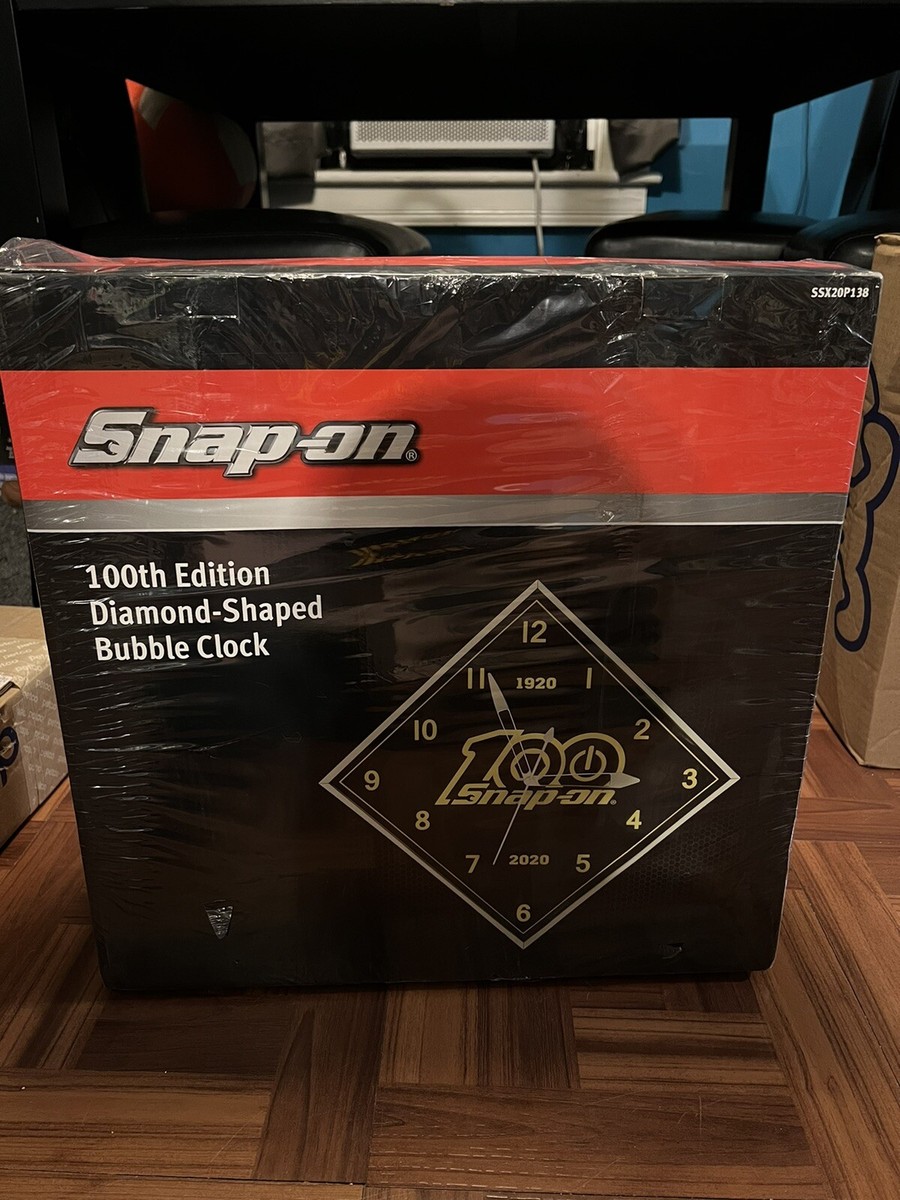 SSX20P138
Snap-on®
100th Edition
Diamond-Shaped
Bubble Clock
12
11 1920 1
10 2
100
9 3
Snap-on®
8 4
7 2020 5
6